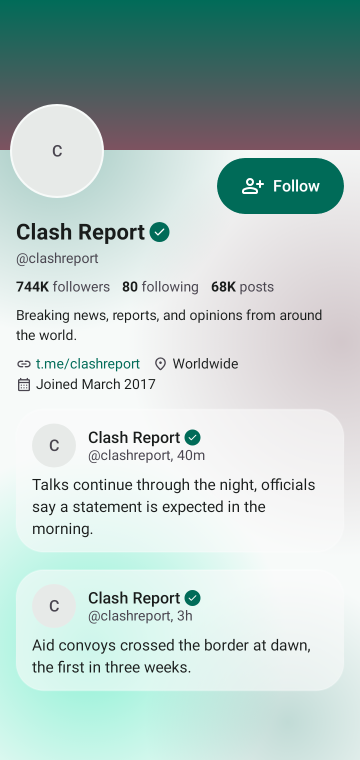 C
Follow
Clash Report
@clashreport
744K followers 80 following 68K posts
Breaking news, reports, and opinions from around
the world.
t.me/clashreport Worldwide
Joined March 2017
C
Clash Report
@clashreport, 40m
Talks continue through the night, officials
say a statement is expected in the
morning.
C
Clash Report
@clashreport, 3h
Aid convoys crossed the border at dawn,
the first in three weeks.